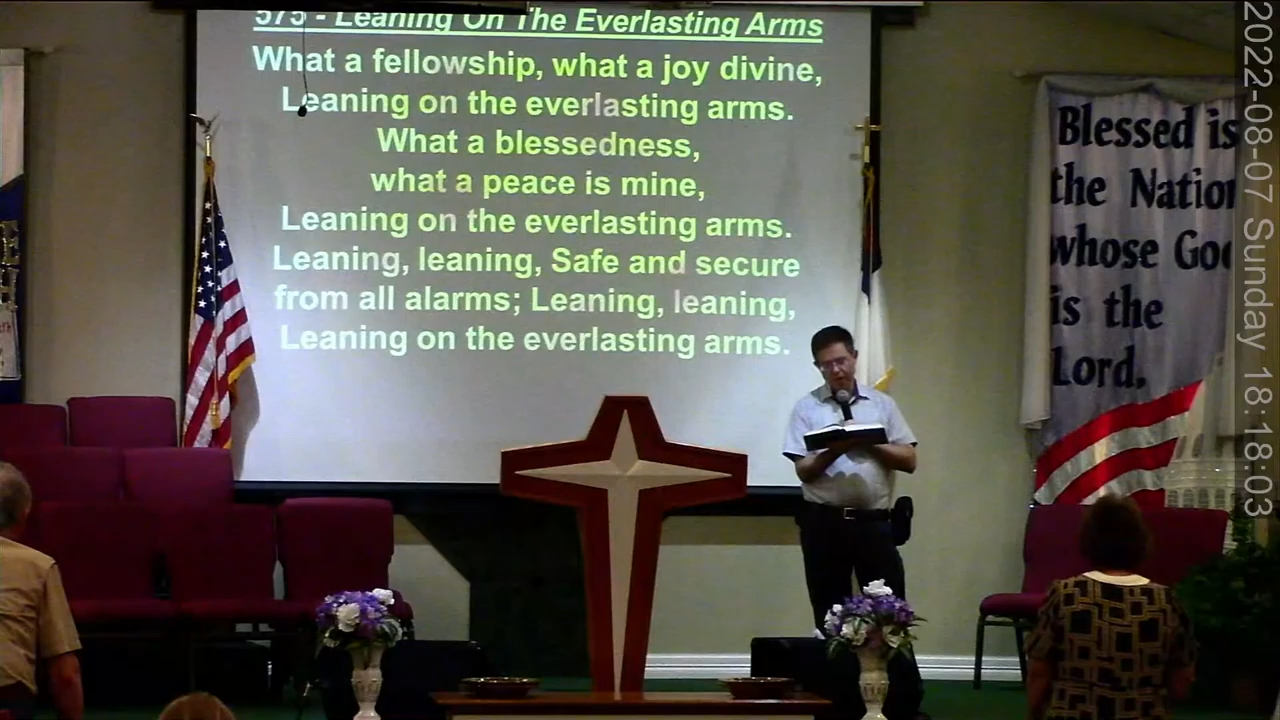 575 - Leaning On The Everlasting Arms
What a fellowship, what a joy divine,
Leaning on the everlasting arms.
What a blessedness,
what a peace is mine,
Leaning on the everlasting arms.
Leaning, leaning, Safe and secure
from all alarms; Leaning, leaning,
Leaning on the everlasting arms.
Blessed is
the Nation
whose God
is the
Lord.
2022-08-07 Sunday 18:18:03